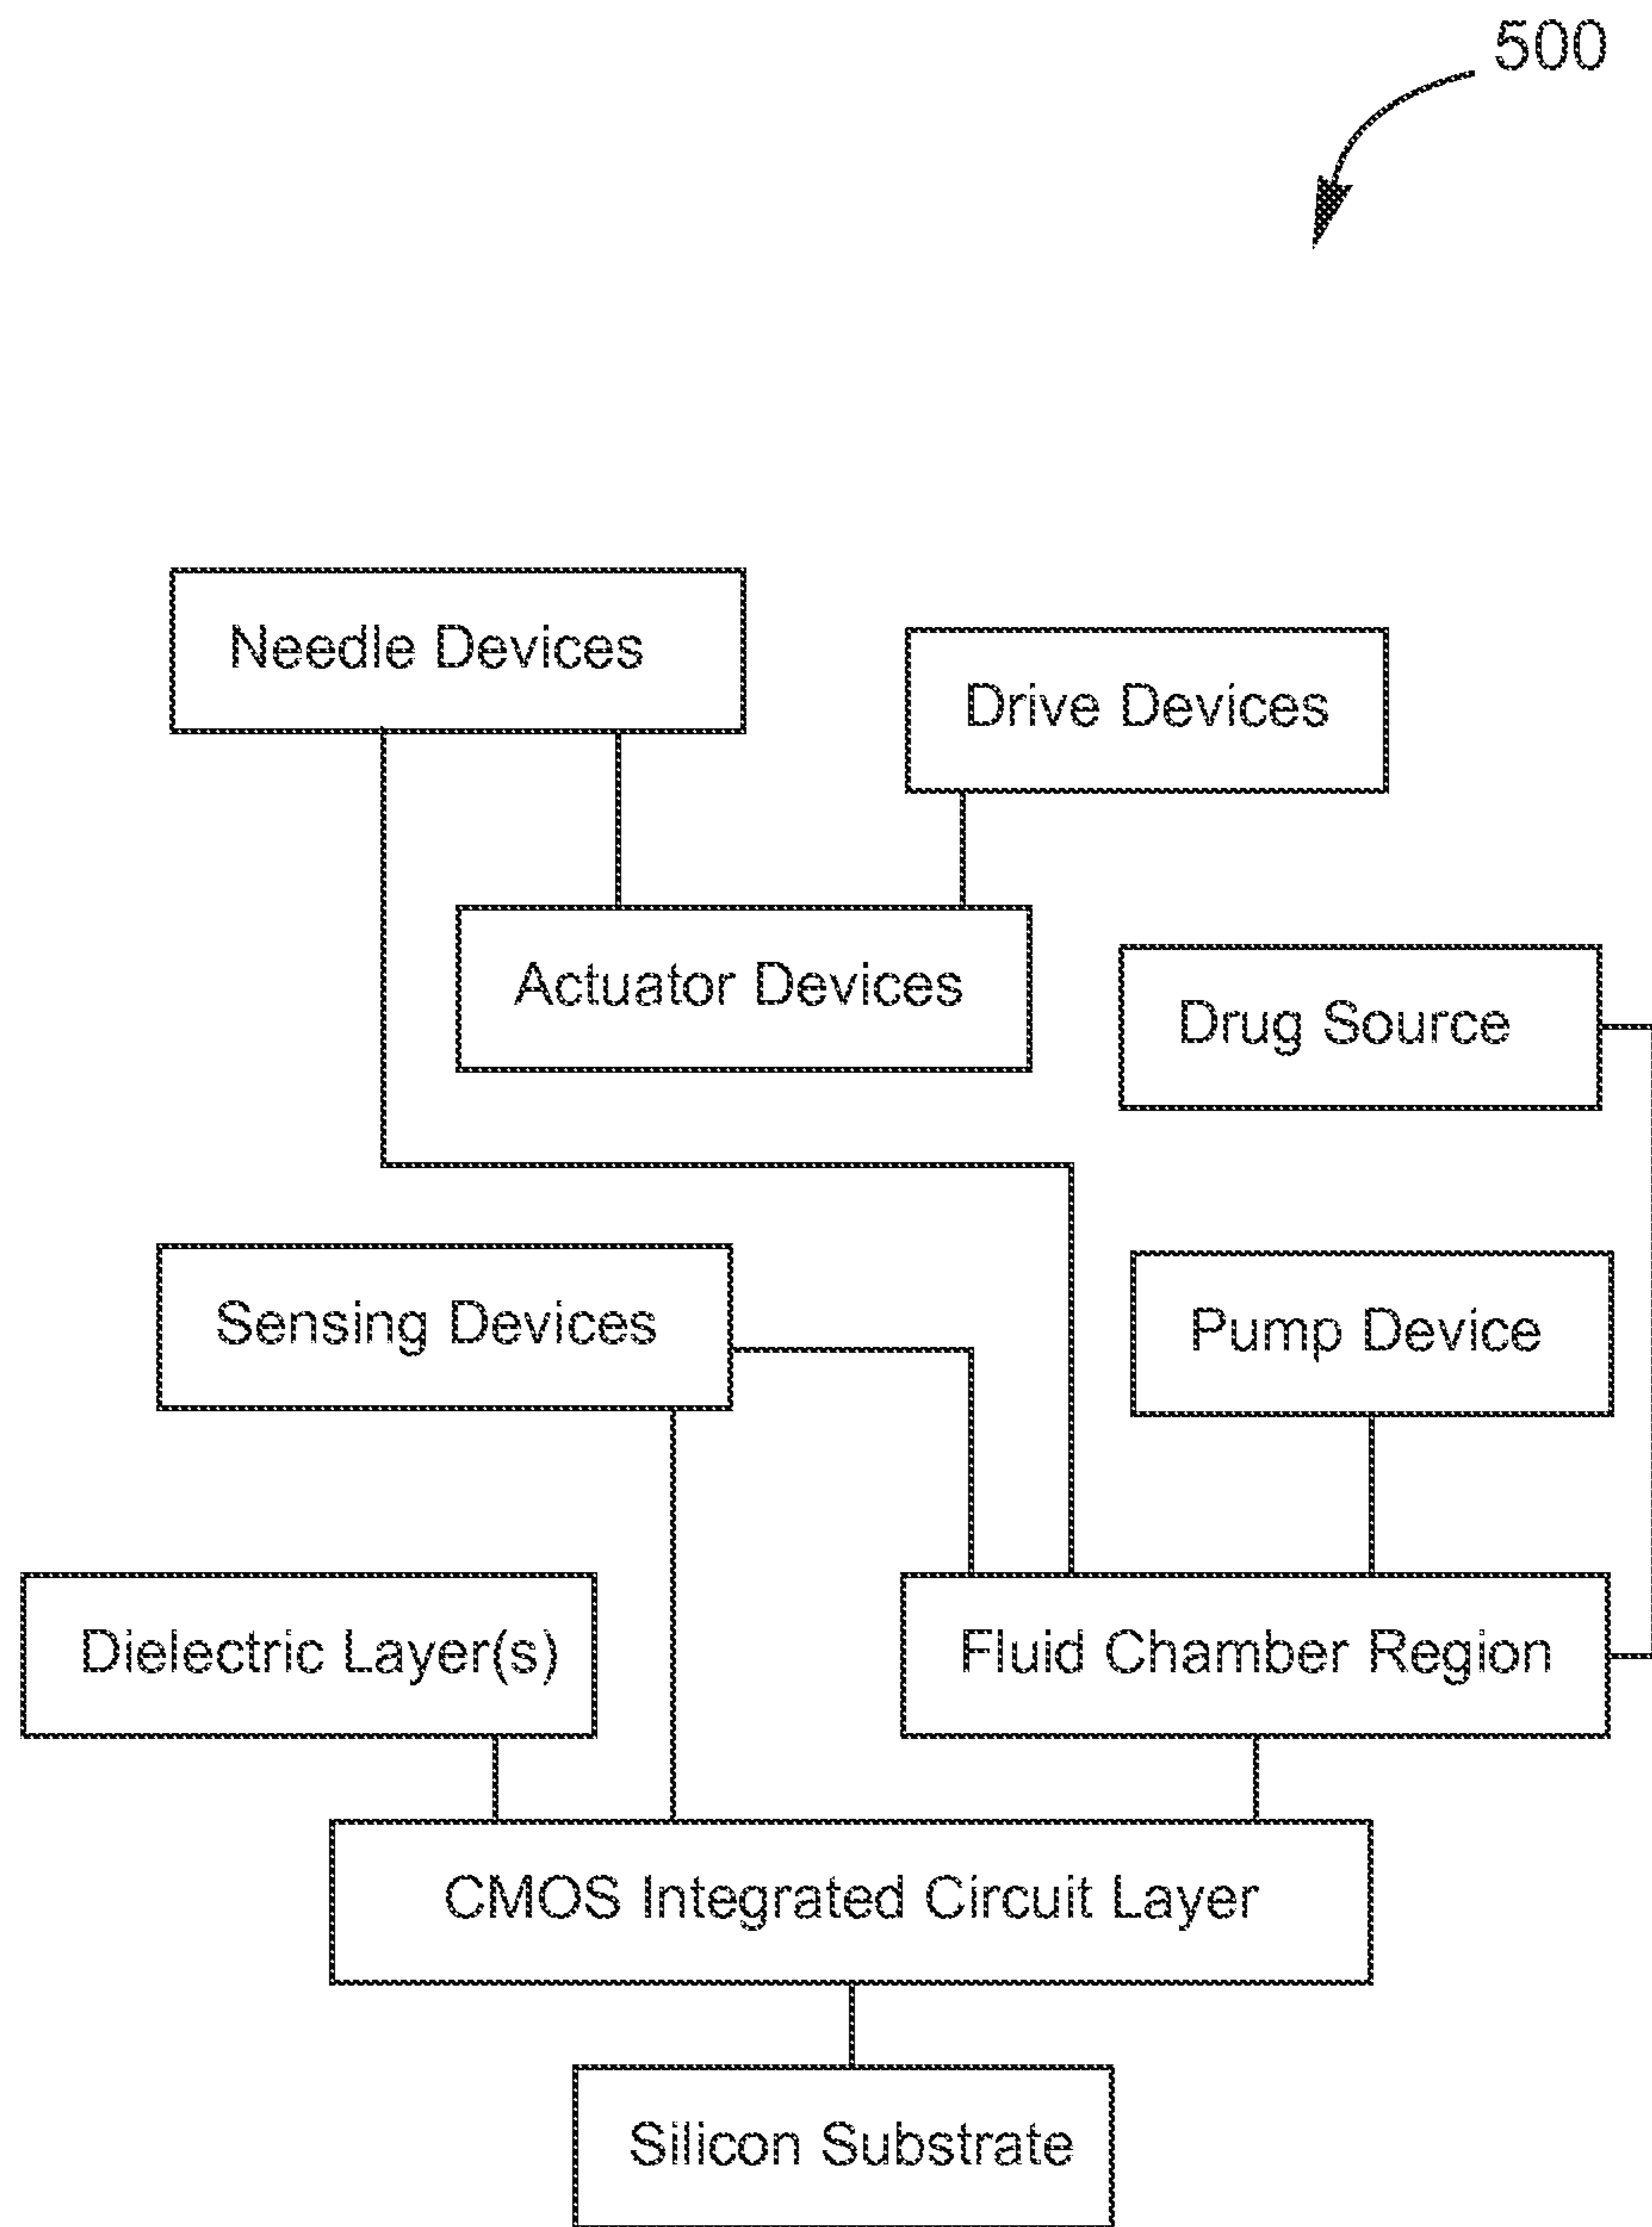 500
Needle Devices
Drive Devices
Actuator Devices
Drug Source
Sensing Devices
Pump Device
Dielectric Layer(s)
Fluid Chamber Region
CMOS Integrated Circuit Layer
Silicon Substrate